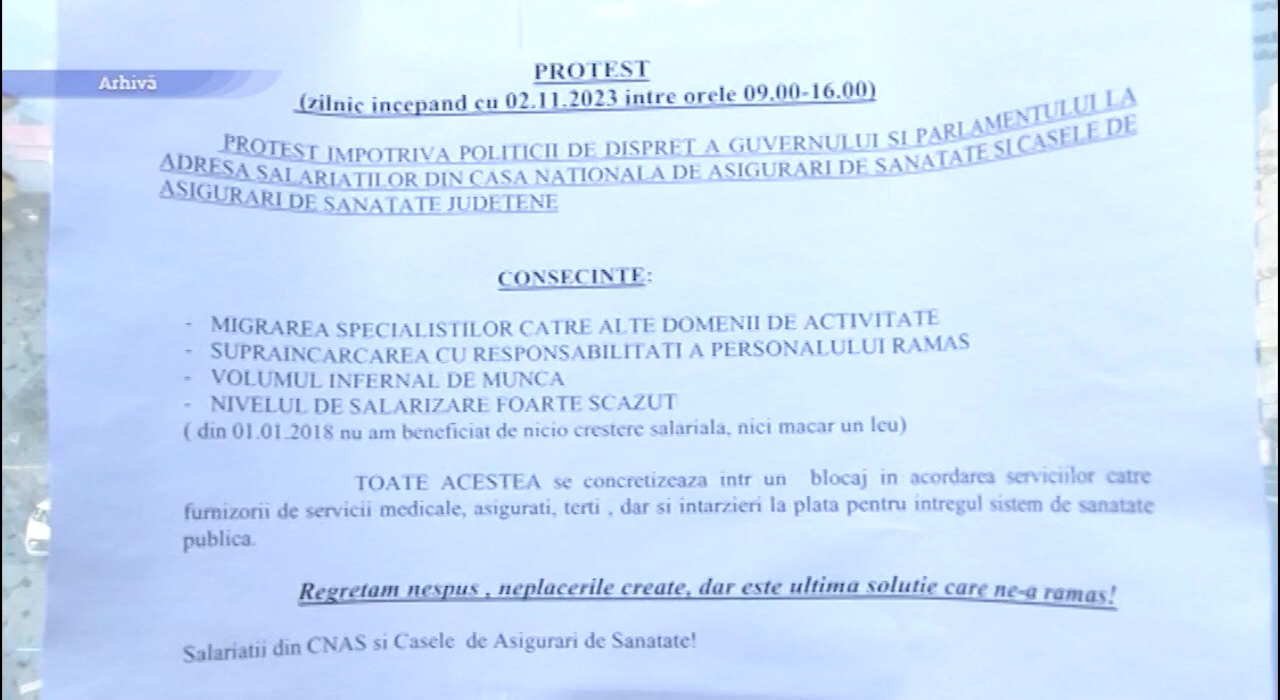 Arhivă
PROTEST
(zilnic incepand cu 02.11.2023 intre orele 09.00-16.00)
PROTEST IMPOTRIVA POLITICII DE DISPRET A GUVERNULUI SI PARLAMENTULUI LA
ADRESA SALARIATILOR DIN CASA NATIONALA DE ASIGURARI DE SANATATE SI CASELE DE
ASIGURARI DE SANATATE JUDETENE
CONSECINTE:
- MIGRAREA SPECIALISTILOR CATRE ALTE DOMENII DE ACTIVITATE
- SUPRAINCARCAREA CU RESPONSABILITATI A PERSONALULUI RAMAS
- VOLUMUL INFERNAL DE MUNCA
- NIVELUL DE SALARIZARE FOARTE SCAZUT
( din 01.01.2018 nu am beneficiat de nicio crestere salariala, nici macar un leu)
TOATE ACESTEA se concretizeaza intr un blocaj in acordarea serviciilor catre
furnizorii de servicii medicale, asigurati, terti , dar si intarzieri la plata pentru intregul sistem de sanatate
publica.
Regretam nespus , neplacerile create, dar este ultima solutie care ne-a ramas!
Salariatii din CNAS si Casele de Asigurari de Sanatate!